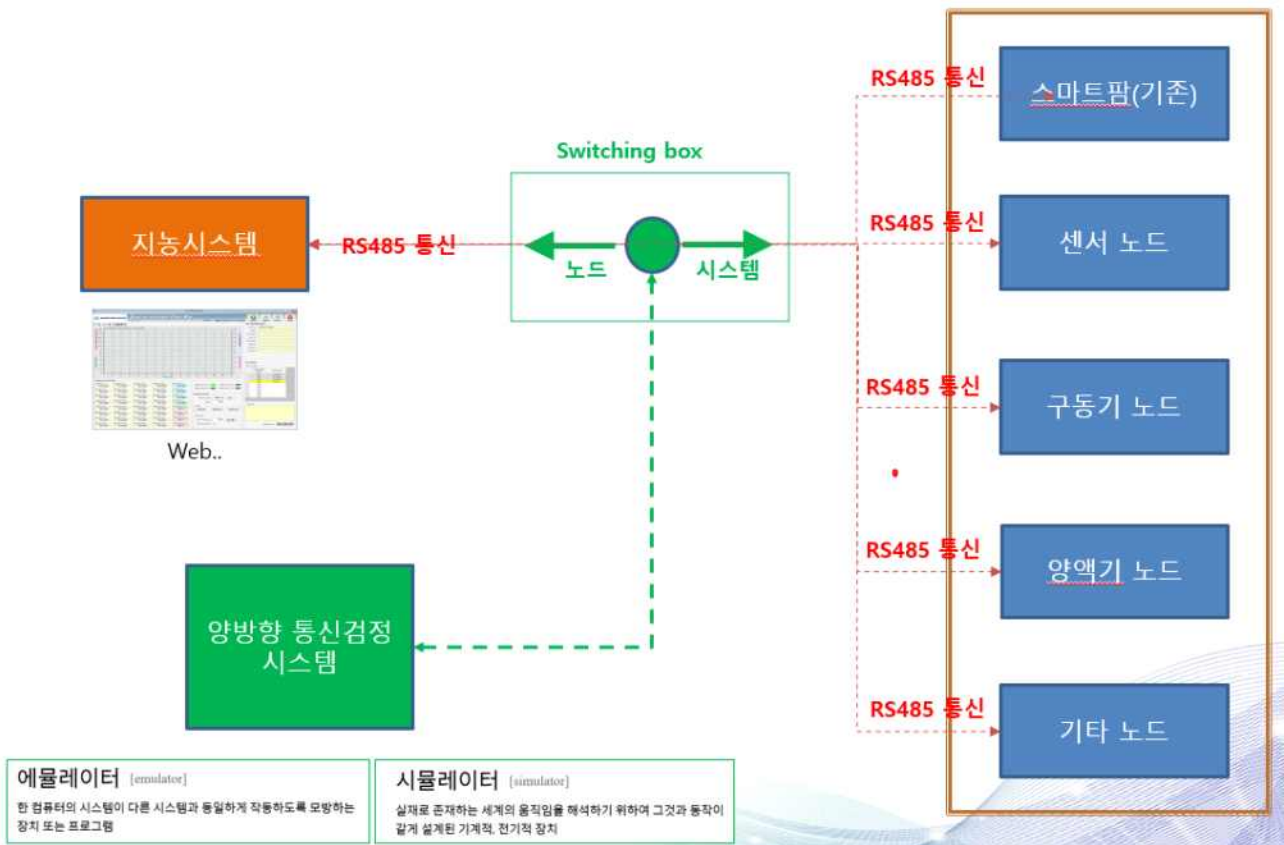 RS485 통신
스마트팜(기존)
Switching box
지농시스템
RS485 통신
노드
시스템
RS485 통신
센서 노드
Web..
RS485 통신
구동기 노드
양방향 통신검정
시스템
RS485 통신
양액기 노드
RS485 통신
기타 노드
에뮬레이터 [emulator]
한 컴퓨터의 시스템이 다른 시스템과 동일하게 작동하도록 모방하는
장치 또는 프로그램
시뮬레이터 [simulator]
실재로 존재하는 세계의 움직임을 해석하기 위하여 그것과 동작이
같게 설계된 기계적, 전기적 장치